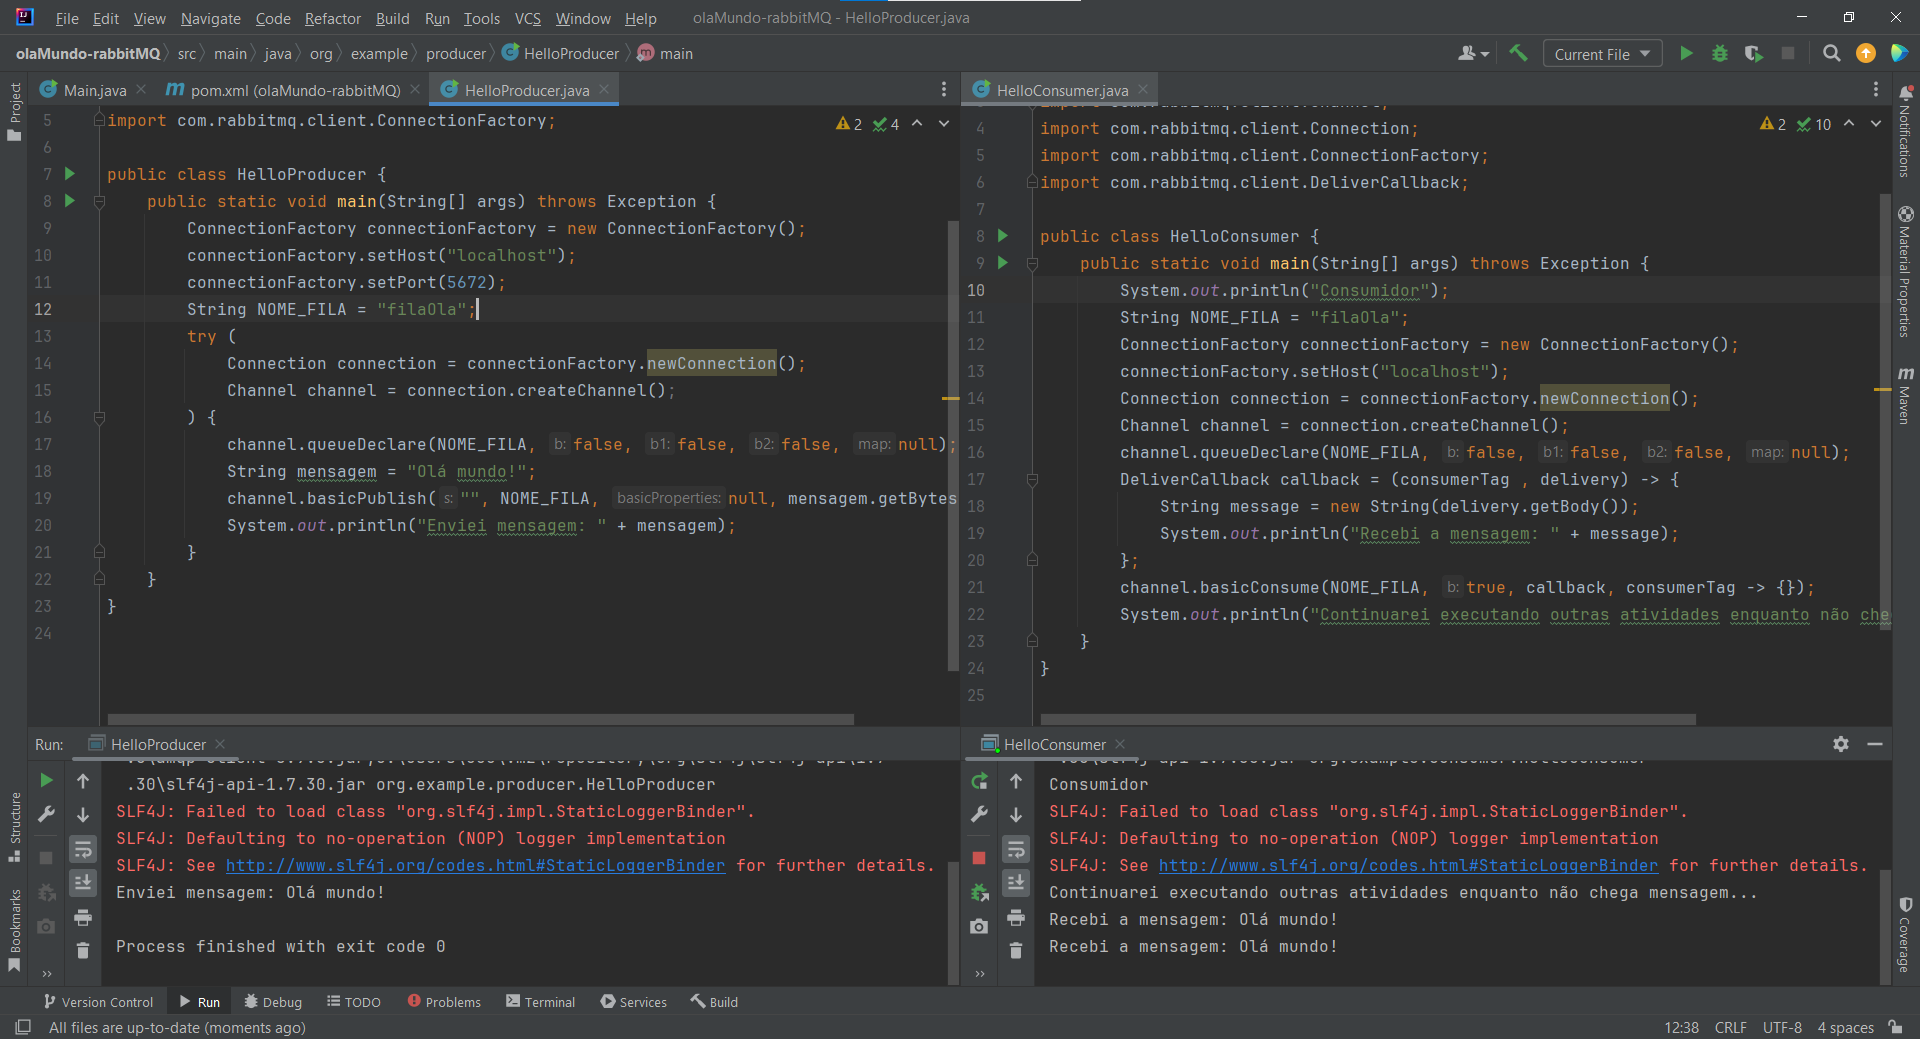 File Edit View Navigate Code Refactor Build Run Tools VCS Window Help olaMundo-rabbitMQ - HelloProducer.java
olaMundo-rabbitMQ src main java org example producer HelloProducer main
Current File
Project
Main.java
pom.xml (olaMundo-rabbitMQ)
HelloProducer.java
2 4
5 import com.rabbitmq.client.ConnectionFactory;
6
7 public class HelloProducer {
8 public static void main(String[] args) throws Exception {
9 ConnectionFactory connectionFactory = new ConnectionFactory();
10 connectionFactory.setHost("localhost");
11 connectionFactory.setPort(5672);
12 String NOME_FILA = "filaOla";
13 try (
14 Connection connection = connectionFactory.newConnection();
15 Channel channel = connection.createChannel();
16 ) {
17 channel.queueDeclare(NOME_FILA, b: false, b1: false, b2: false, map: null);
18 String mensagem = "Olá mundo!";
19 channel.basicPublish( s: "", NOME_FILA, basicProperties: null, mensagem.getBytes
20 System.out.println("Enviei mensagem: " + mensagem);
21 }
22 }
23 }
24
HelloConsumer.java
2 10
4 import com.rabbitmq.client.Connection;
5 import com.rabbitmq.client.ConnectionFactory;
6 import com.rabbitmq.client.DeliverCallback;
7
8 public class HelloConsumer {
9 public static void main(String[] args) throws Exception {
10 System.out.println("Consumidor");
11 String NOME_FILA = "filaOla";
12 ConnectionFactory connectionFactory = new ConnectionFactory();
13 connectionFactory.setHost("localhost");
14 Connection connection = connectionFactory.newConnection();
15 Channel channel = connection.createChannel();
16 channel.queueDeclare(NOME_FILA, b: false, b1: false, b2: false, map: null);
17 DeliverCallback callback = (consumerTag , delivery) -> {
18 String message = new String(delivery.getBody());
19 System.out.println("Recebi a mensagem: " + message);
20 };
21 channel.basicConsume(NOME_FILA, b: true, callback, consumerTag -> {});
22 System.out.println("Continuarei executando outras atividades enquanto não che
23 }
24 }
25
Notifications
Material Properties
Maven
Coverage
Structure
Bookmarks
Run: HelloProducer
.30\slf4j-api-1.7.30.jar org.example.producer.HelloProducer
SLF4J: Failed to load class "org.slf4j.impl.StaticLoggerBinder".
SLF4J: Defaulting to no-operation (NOP) logger implementation
SLF4J: See http://www.slf4j.org/codes.html#StaticLoggerBinder for further details.
Enviei mensagem: Olá mundo!
Process finished with exit code 0
HelloConsumer
Consumidor
SLF4J: Failed to load class "org.slf4j.impl.StaticLoggerBinder".
SLF4J: Defaulting to no-operation (NOP) logger implementation
SLF4J: See http://www.slf4j.org/codes.html#StaticLoggerBinder for further details.
Continuarei executando outras atividades enquanto não chega mensagem...
Recebi a mensagem: Olá mundo!
Recebi a mensagem: Olá mundo!
Version Control Run Debug TODO Problems Terminal Services Build
All files are up-to-date (moments ago) 12:38 CRLF UTF-8 4 spaces